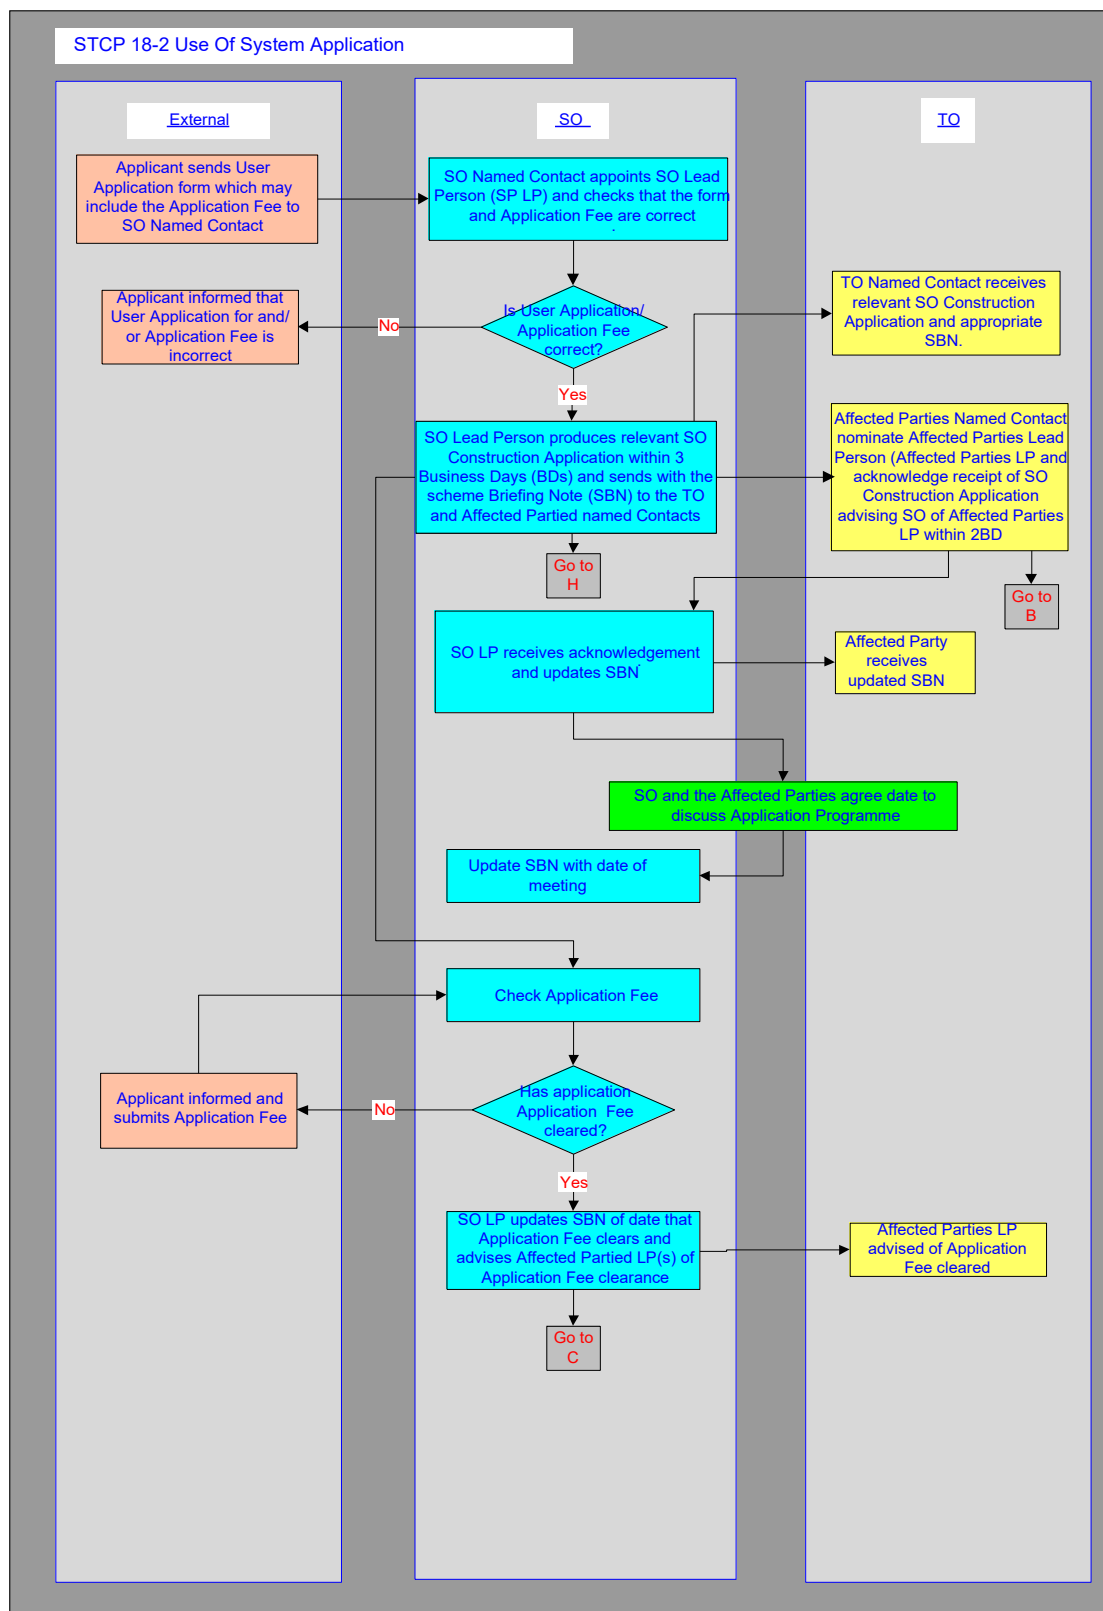 STCP 18-2 Use Of System Application
External
SO
TO
Applicant sends User
Application form which may
include the Application Fee to
SO Named Contact
SO Named Contact appoints SO Lead
Person (SP LP) and checks that the form
and Application Fee are correct
Applicant informed that
User Application for and/
or Application Fee is
incorrect
No
Is User Application/
Application Fee
correct?
TO Named Contact receives
relevant SO Construction
Application and appropriate
SBN.
Yes
SO Lead Person produces relevant SO
Construction Application within 3
Business Days (BDs) and sends with the
scheme Briefing Note (SBN) to the TO
and Affected Partied named Contacts
Affected Parties Named Contact
nominate Affected Parties Lead
Person (Affected Parties LP and
acknowledge receipt of SO
Construction Application
advising SO of Affected Parties
LP within 2BD
Go to
H
Go to
B
SO LP receives acknowledgement
and updates SBN
Affected Party
receives
updated SBN
SO and the Affected Parties agree date to
discuss Application Programme
Update SBN with date of
meeting
Check Application Fee
Applicant informed and
submits Application Fee
No
Has application
Application Fee
cleared?
Yes
SO LP updates SBN of date that
Application Fee clears and
advises Affected Partied LP(s) of
Application Fee clearance
Affected Parties LP
advised of Application
Fee cleared
Go to
C